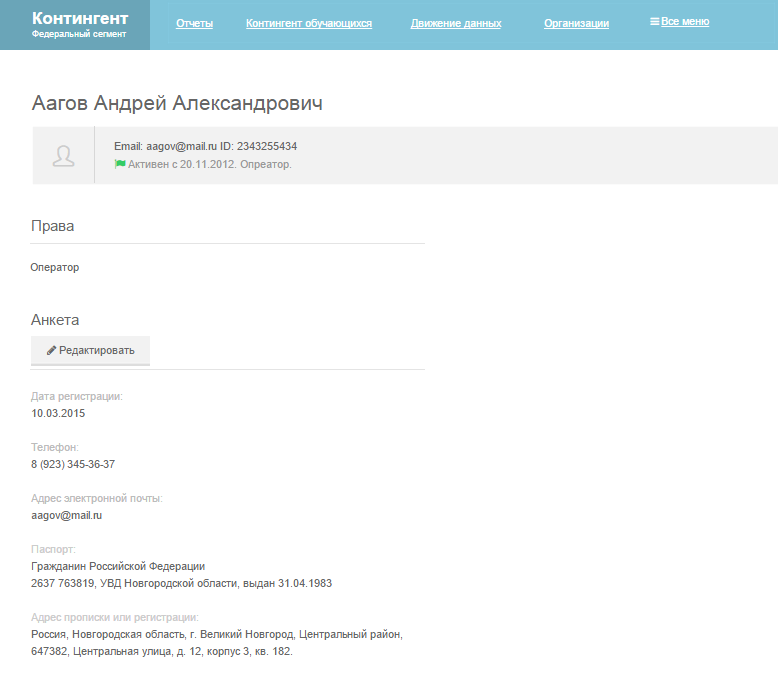 Контингент
Федеральный сегмент
Отчеты
Контингент обучающихся
Движение данных
Организации
Все меню
Аагов Андрей Александрович
Email: aagov@mail.ru ID: 2343255434
Активен с 20.11.2012. Опреатор.
Права
Оператор
Анкета
Редактировать
Дата регистрации:
10.03.2015
Телефон:
8 (923) 345-36-37
Адрес электронной почты:
aagov@mail.ru
Паспорт:
Гражданин Российской Федерации
2637 763819, УВД Новгородской области, выдан 31.04.1983
Адрес прописки или регистрации:
Россия, Новгородская область, г. Великий Новгород, Центральный район,
647382, Центральная улица, д. 12, корпус 3, кв. 182.